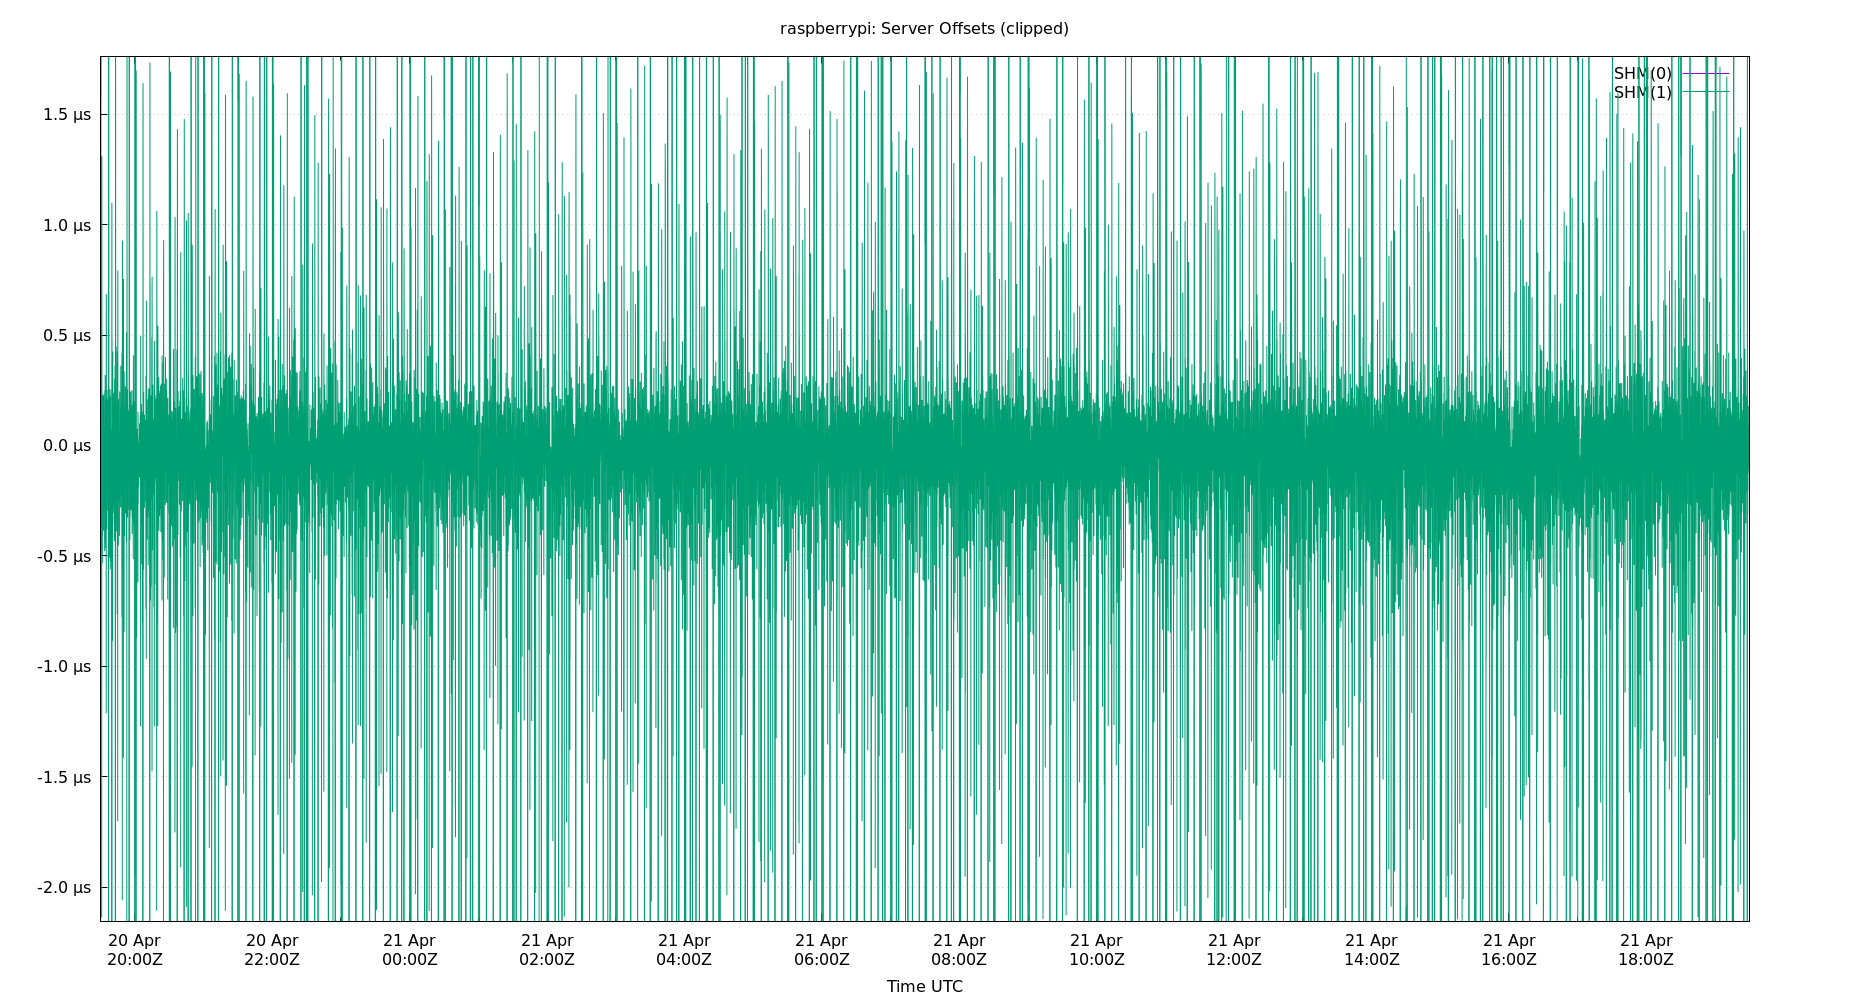 raspberrypi: Server Offsets (clipped)
SHM(0)
SHM(1)
1.5 µs
1.0 µs
0.5 µs
0.0 µs
-0.5 µs
-1.0 µs
-1.5 µs
-2.0 µs
20 Apr 20 Apr 21 Apr 21 Apr 21 Apr 21 Apr 21 Apr 21 Apr 21 Apr 21 Apr 21 Apr 21 Apr
20:00Z 22:00Z 00:00Z 02:00Z 04:00Z 06:00Z 08:00Z 10:00Z 12:00Z 14:00Z 16:00Z 18:00Z
Time UTC